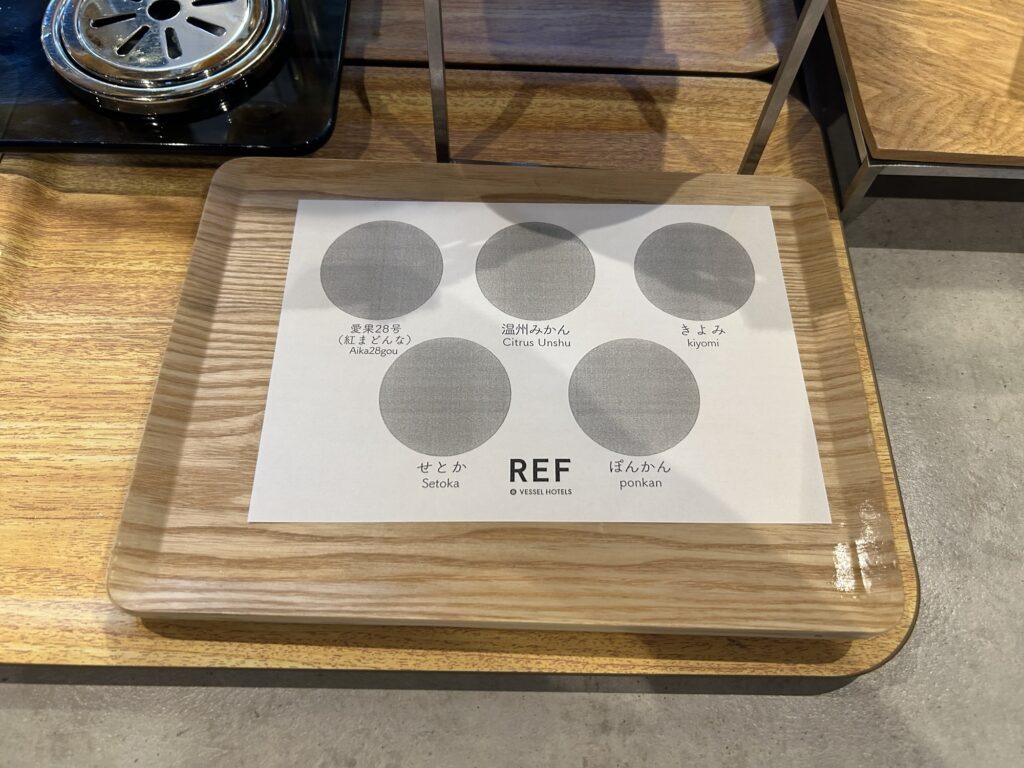 愛果28号
(紅まどんな)
Aika28gou
温州みかん
Citrus Unshu
きよみ
kiyomi
せとか
Setoka
REF
VESSEL HOTELS
ぽんかん
ponkan